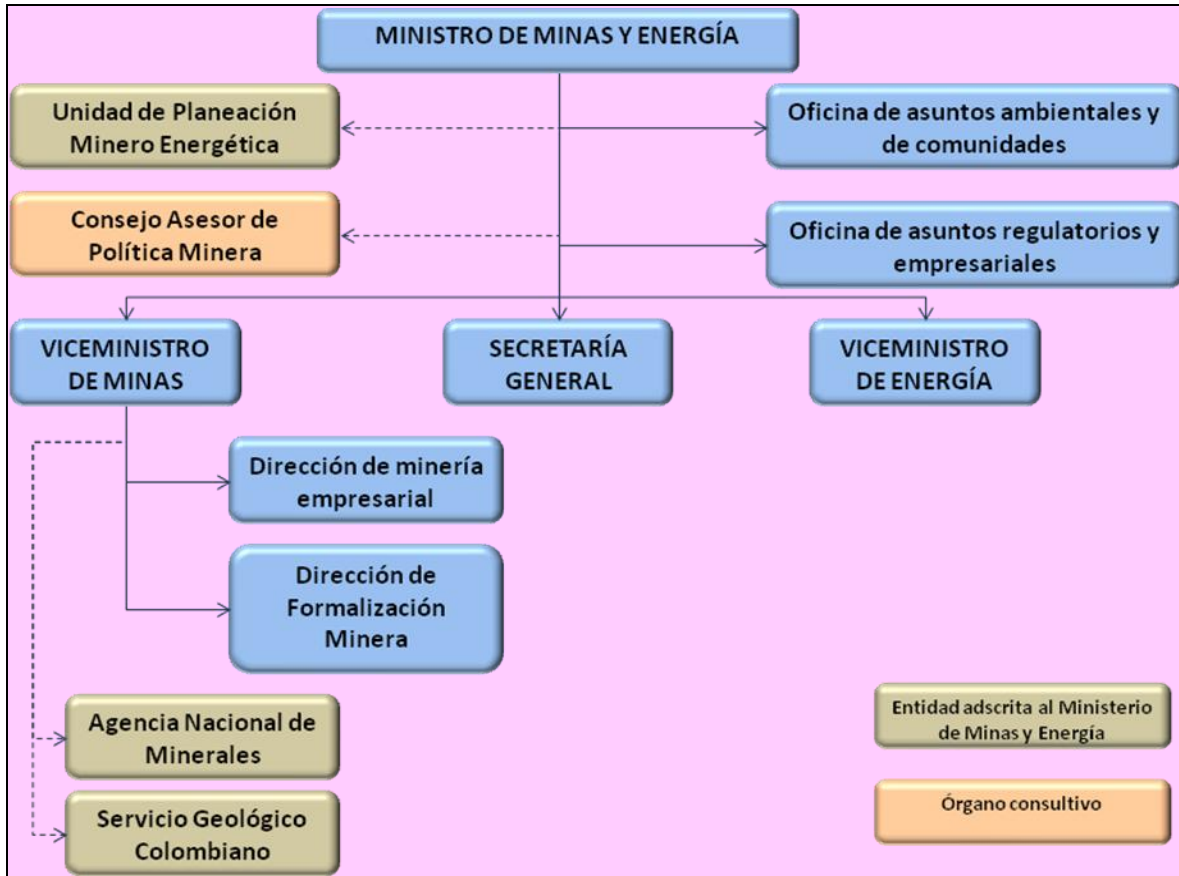 MINISTRO DE MINAS Y ENERGÍA
Unidad de Planeación
Minero Energética
Oficina de asuntos ambientales y
de comunidades
Consejo Asesor de
Política Minera
Oficina de asuntos regulatorios y
empresariales
VICEMINISTRO
DE MINAS
SECRETARÍA
GENERAL
VICEMINISTRO
DE ENERGÍA
Dirección de minería
empresarial
Dirección de
Formalización
Minera
Agencia Nacional de
Minerales
Servicio Geológico
Colombiano
Entidad adscrita al Ministerio
de Minas y Energía
Órgano consultivo